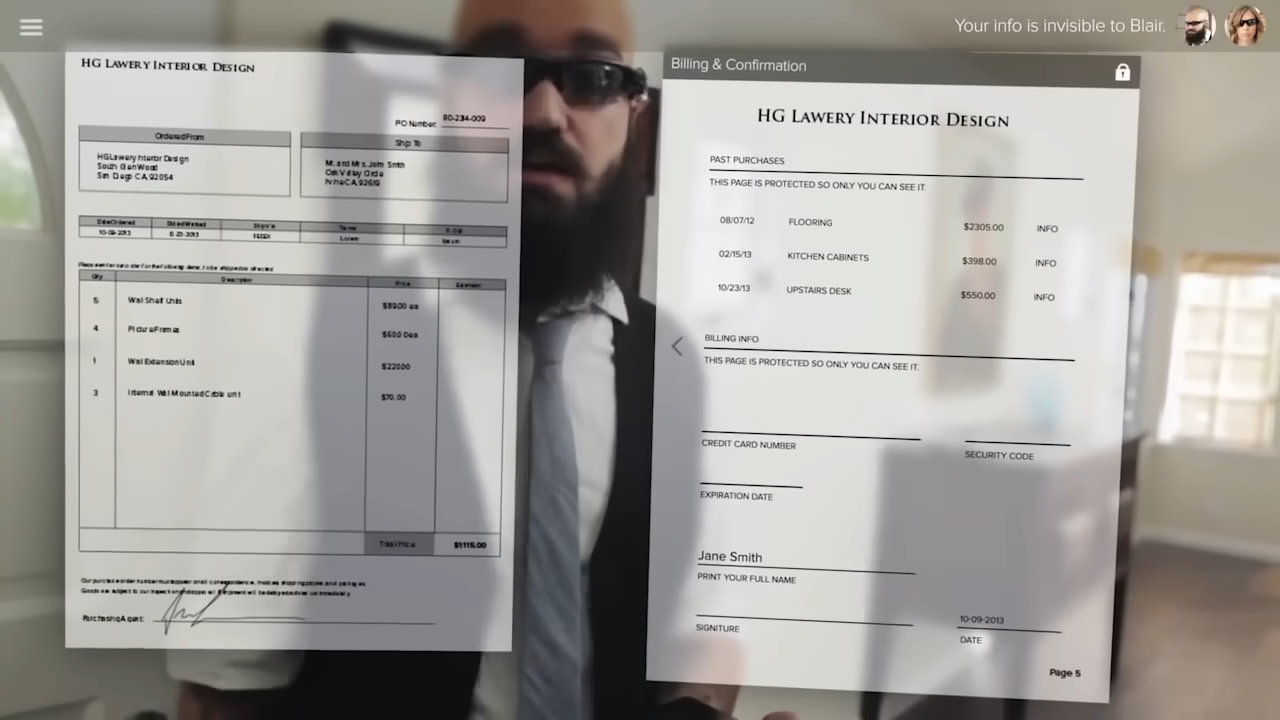 Your info is invisible to Blair.
HG Lawery Interior Design
PO Number: 80-234-009
Ordered From
HG Lawery Interior Design
South Glen Wood
San Diego CA, 92054
Ship To
Mr. and Mrs. John Smith
Oak Valley Circle
Irvine CA, 92619
Date Ordered
Ship Via
Terms
F.O.B
10-09-2013
8-23-2013
FEDEX
Lorem
Qty Description Price
5 Wall Shelf Units $89.00 ea
4 Picture Frames
1 Wall Extension Unit $220.00
3 Internal Wall Mounted Cable unit $70.00
Total Price $1115.00
Purchasing Agent:
Billing & Confirmation
HG Lawery Interior Design
PAST PURCHASES
THIS PAGE IS PROTECTED SO ONLY YOU CAN SEE IT.
08/07/12 FLOORING $2305.00 INFO
02/15/13 KITCHEN CABINETS $398.00 INFO
10/23/13 UPSTAIRS DESK $550.00 INFO
BILLING INFO
THIS PAGE IS PROTECTED SO ONLY YOU CAN SEE IT.
CREDIT CARD NUMBER
SECURITY CODE
EXPIRATION DATE
Jane Smith
PRINT YOUR FULL NAME
SIGNITURE
10-09-2013
DATE
Page 5